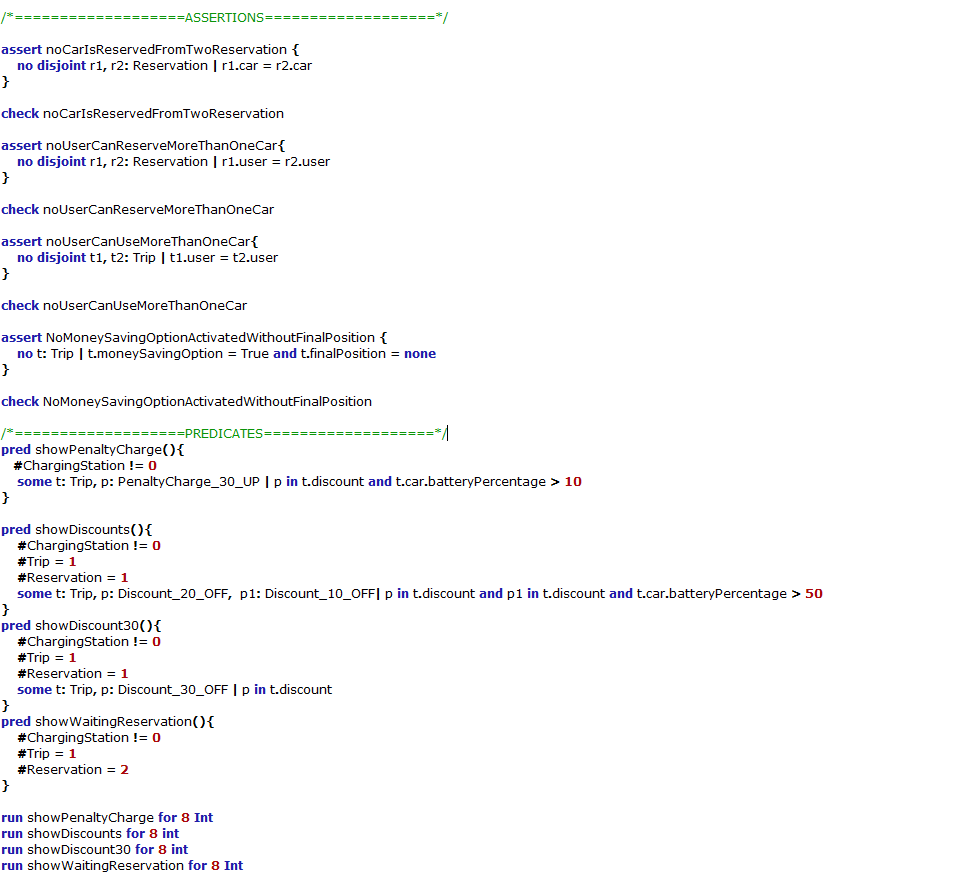 /*===================ASSERTIONS===================*/
assert noCarIsReservedFromTwoReservation {
no disjoint r1, r2: Reservation | r1.car = r2.car
}
check noCarIsReservedFromTwoReservation
assert noUserCanReserveMoreThanOneCar{
no disjoint r1, r2: Reservation | r1.user = r2.user
}
check noUserCanReserveMoreThanOneCar
assert noUserCanUseMoreThanOneCar{
no disjoint t1, t2: Trip | t1.user = t2.user
}
check noUserCanUseMoreThanOneCar
assert NoMoneySavingOptionActivatedWithoutFinalPosition {
no t: Trip | t.moneySavingOption = True and t.finalPosition = none
}
check NoMoneySavingOptionActivatedWithoutFinalPosition
/*===================PREDICATES===================*/
pred showPenaltyCharge(){
#ChargingStation != 0
some t: Trip, p: PenaltyCharge_30_UP | p in t.discount and t.car.batteryPercentage > 10
}
pred showDiscounts(){
#ChargingStation != 0
#Trip = 1
#Reservation = 1
some t: Trip, p: Discount_20_OFF,  p1: Discount_10_OFF| p in t.discount and p1 in t.discount and t.car.batteryPercentage > 50
}
pred showDiscount30(){
#ChargingStation != 0
#Trip = 1
#Reservation = 1
some t: Trip, p: Discount_30_OFF | p in t.discount
}
pred showWaitingReservation(){
#ChargingStation != 0
#Trip = 1
#Reservation = 2
}
run showPenaltyCharge for 8 Int
run showDiscounts for 8 int
run showDiscount30 for 8 int
run showWaitingReservation for 8 Int